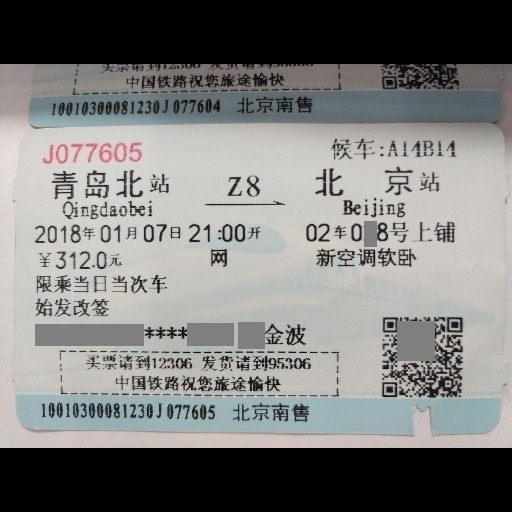 买票请到12306 发货请到95306
中国铁路祝您旅途愉快
10010300081230J077604 北京南售
J077605 候车:A14B14
青岛北站 Z8 北京站
Qingdaobei Beijing
2018年01月07日21:00开 02车0 8号上铺
￥312.0元 网 新空调软卧
限乘当日当次车
始发改签
**** 金波
买票请到12306 发货请到95306
中国铁路祝您旅途愉快
10010300081230J077605 北京南售